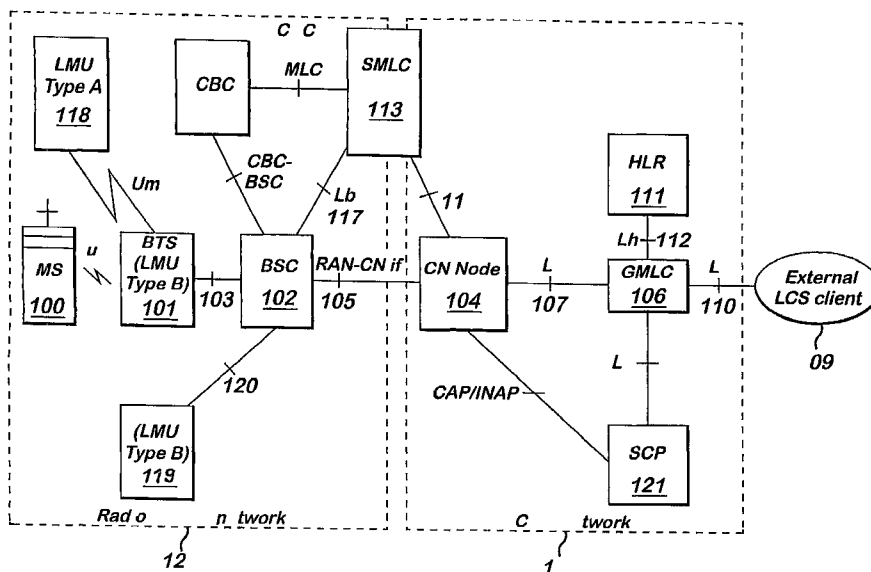 C C
LMU
Type A
118
CBC
MLC
SMLC
113
HLR
111
Um
CBC-
BSC
Lb
117
11
Lh
112
MS
100
u
BTS
(LMU
Type B)
101
103
BSC
102
RAN-CN if
105
CN Node
104
L
107
GMLC
106
L
110
External
LCS client
09
120
(LMU
Type B)
119
CAP/INAP
L
SCP
121
Rad o n twork
12
C twork
1